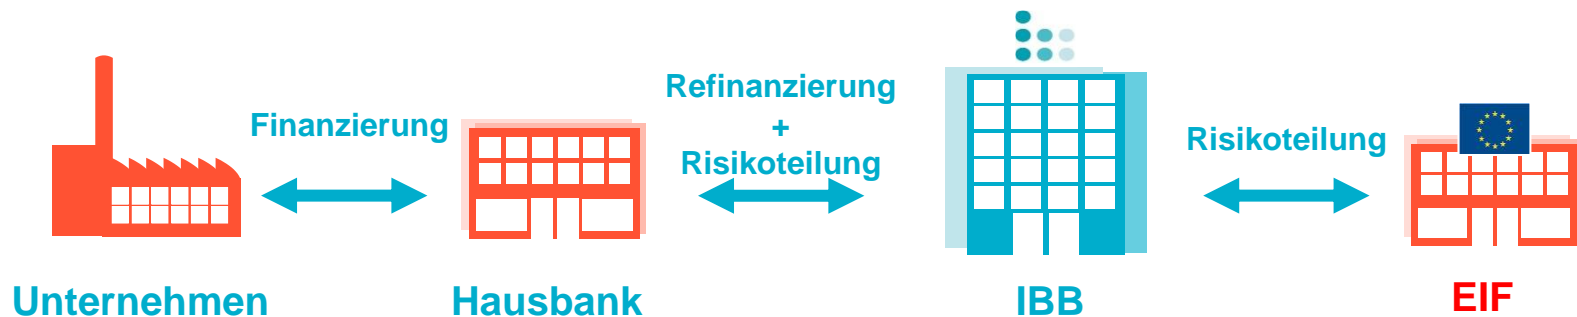 Finanzierung
Refinanzierung
+
Risikoteilung
Risikoteilung
Unternehmen
Hausbank
IBB
EIF